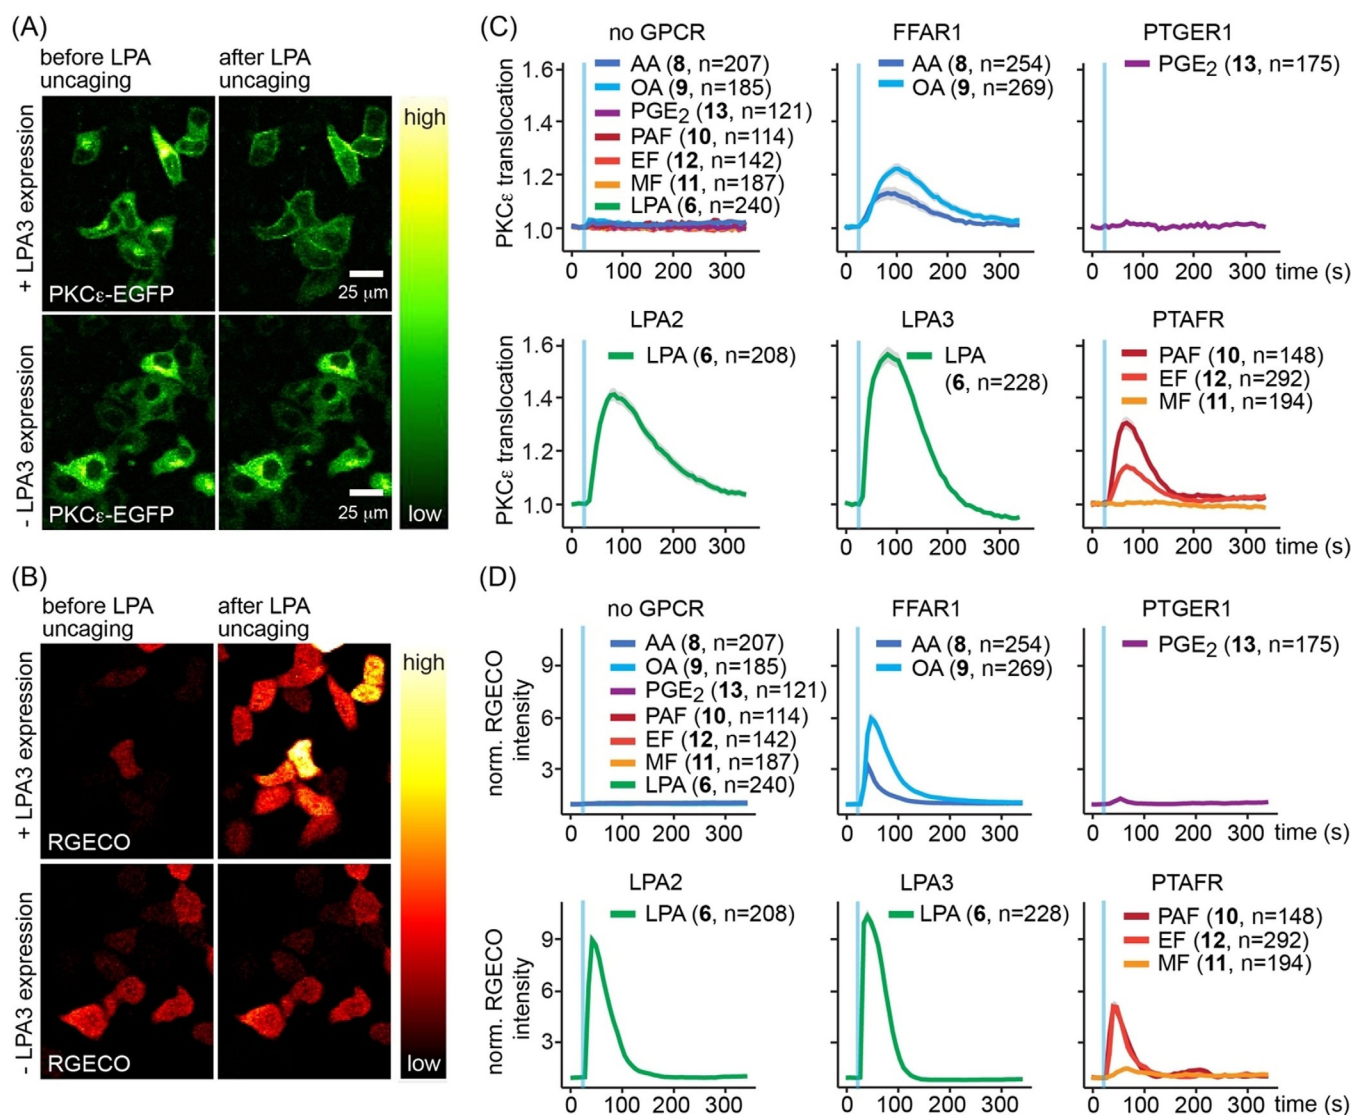 (A)
before LPA
uncaging
after LPA
uncaging
+ LPA3 expression
high
PKCε-EGFP
25 μm
- LPA3 expression
PKCε-EGFP
25 μm
low
(B)
before LPA
uncaging
after LPA
uncaging
+ LPA3 expression
high
RGECO
- LPA3 expression
RGECO
low
(C)
no GPCR
PKCε translocation
1.6
1.4
1.2
1.0
AA (8, n=207)
OA (9, n=185)
PGE2 (13, n=121)
PAF (10, n=114)
EF (12, n=142)
MF (11, n=187)
LPA (6, n=240)
0 100 200 300
FFAR1
AA (8, n=254)
OA (9, n=269)
0 100 200 300
PTGER1
PGE2 (13, n=175)
0 100 200 300 time (s)
LPA2
PKCε translocation
1.6
1.4
1.2
1.0
LPA (6, n=208)
0 100 200 300
LPA3
LPA
(6, n=228)
0 100 200 300
PTAFR
PAF (10, n=148)
EF (12, n=292)
MF (11, n=194)
0 100 200 300 time (s)
(D)
no GPCR
norm. RGECO
intensity
9
6
3
AA (8, n=207)
OA (9, n=185)
PGE2 (13, n=121)
PAF (10, n=114)
EF (12, n=142)
MF (11, n=187)
LPA (6, n=240)
0 100 200 300
FFAR1
AA (8, n=254)
OA (9, n=269)
0 100 200 300
PTGER1
PGE2 (13, n=175)
0 100 200 300 time (s)
LPA2
norm. RGECO
intensity
9
6
3
LPA (6, n=208)
0 100 200 300
LPA3
LPA (6, n=228)
0 100 200 300
PTAFR
PAF (10, n=148)
EF (12, n=292)
MF (11, n=194)
0 100 200 300 time (s)